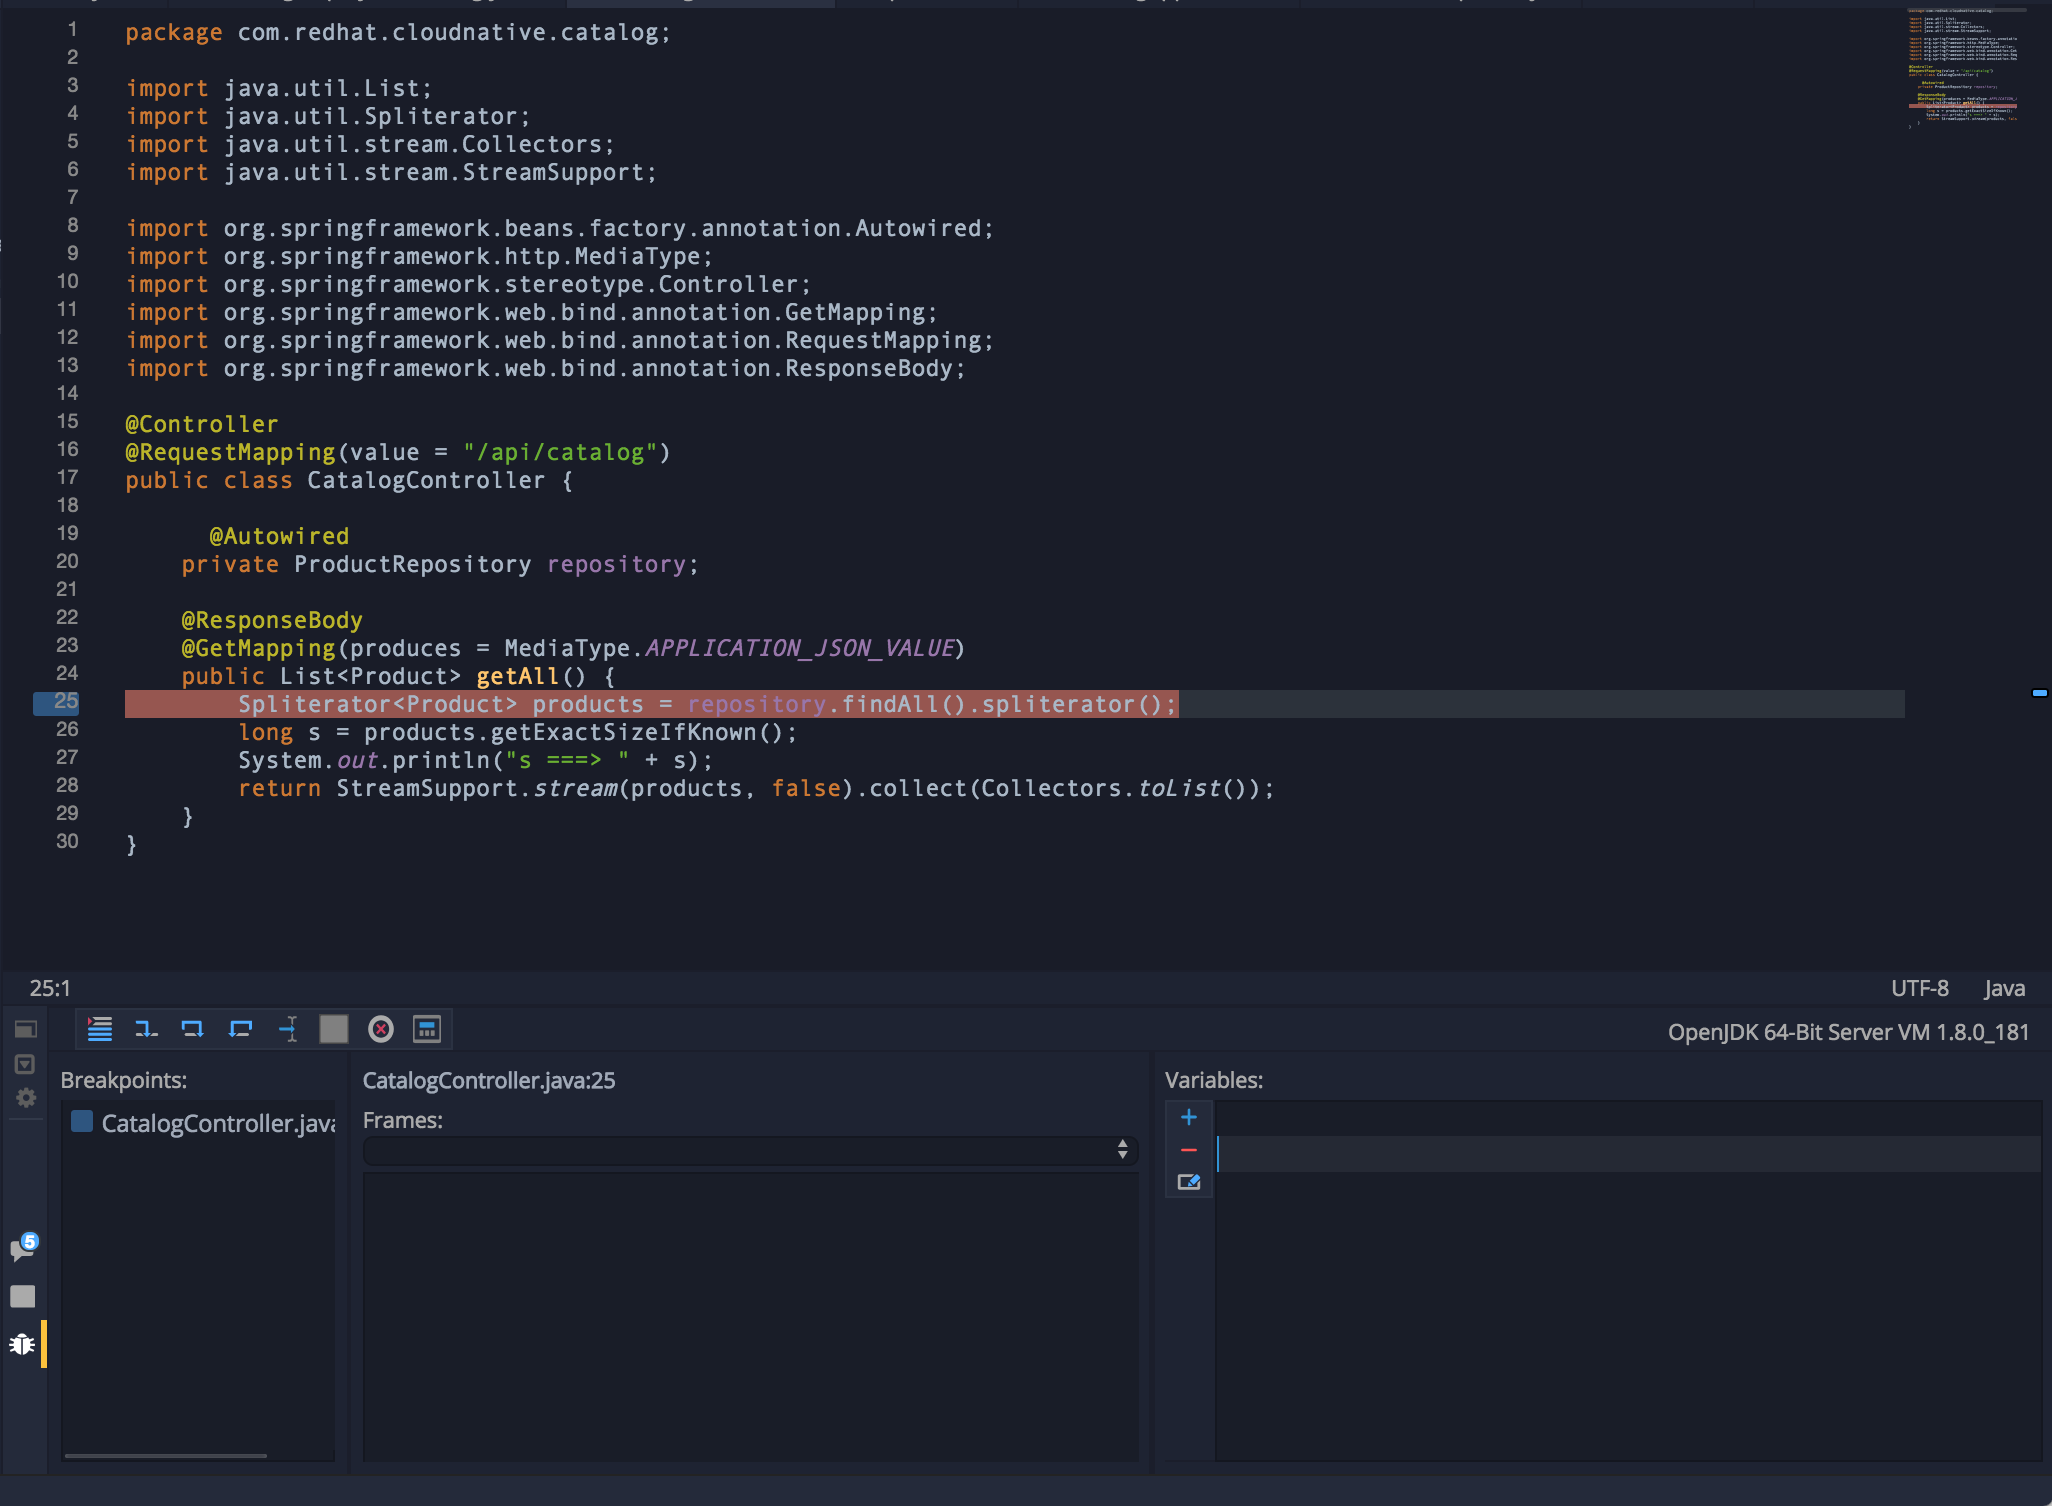 1 package com.redhat.cloudnative.catalog;
2
3 import java.util.List;
4 import java.util.Spliterator;
5 import java.util.stream.Collectors;
6 import java.util.stream.StreamSupport;
7
8 import org.springframework.beans.factory.annotation.Autowired;
9 import org.springframework.http.MediaType;
10 import org.springframework.stereotype.Controller;
11 import org.springframework.web.bind.annotation.GetMapping;
12 import org.springframework.web.bind.annotation.RequestMapping;
13 import org.springframework.web.bind.annotation.ResponseBody;
14
15 @Controller
16 @RequestMapping(value = "/api/catalog")
17 public class CatalogController {
18
19 @Autowired
20 private ProductRepository repository;
21
22 @ResponseBody
23 @GetMapping(produces = MediaType.APPLICATION_JSON_VALUE)
24 public List<Product> getAll() {
25 Spliterator<Product> products = repository.findAll().spliterator();
26 long s = products.getExactSizeIfKnown();
27 System.out.println("s ===> " + s);
28 return StreamSupport.stream(products, false).collect(Collectors.toList());
29 }
30 }
25:1 UTF-8 Java
OpenJDK 64-Bit Server VM 1.8.0_181
Breakpoints: CatalogController.java:25 Variables:
CatalogController.java
Frames:
5